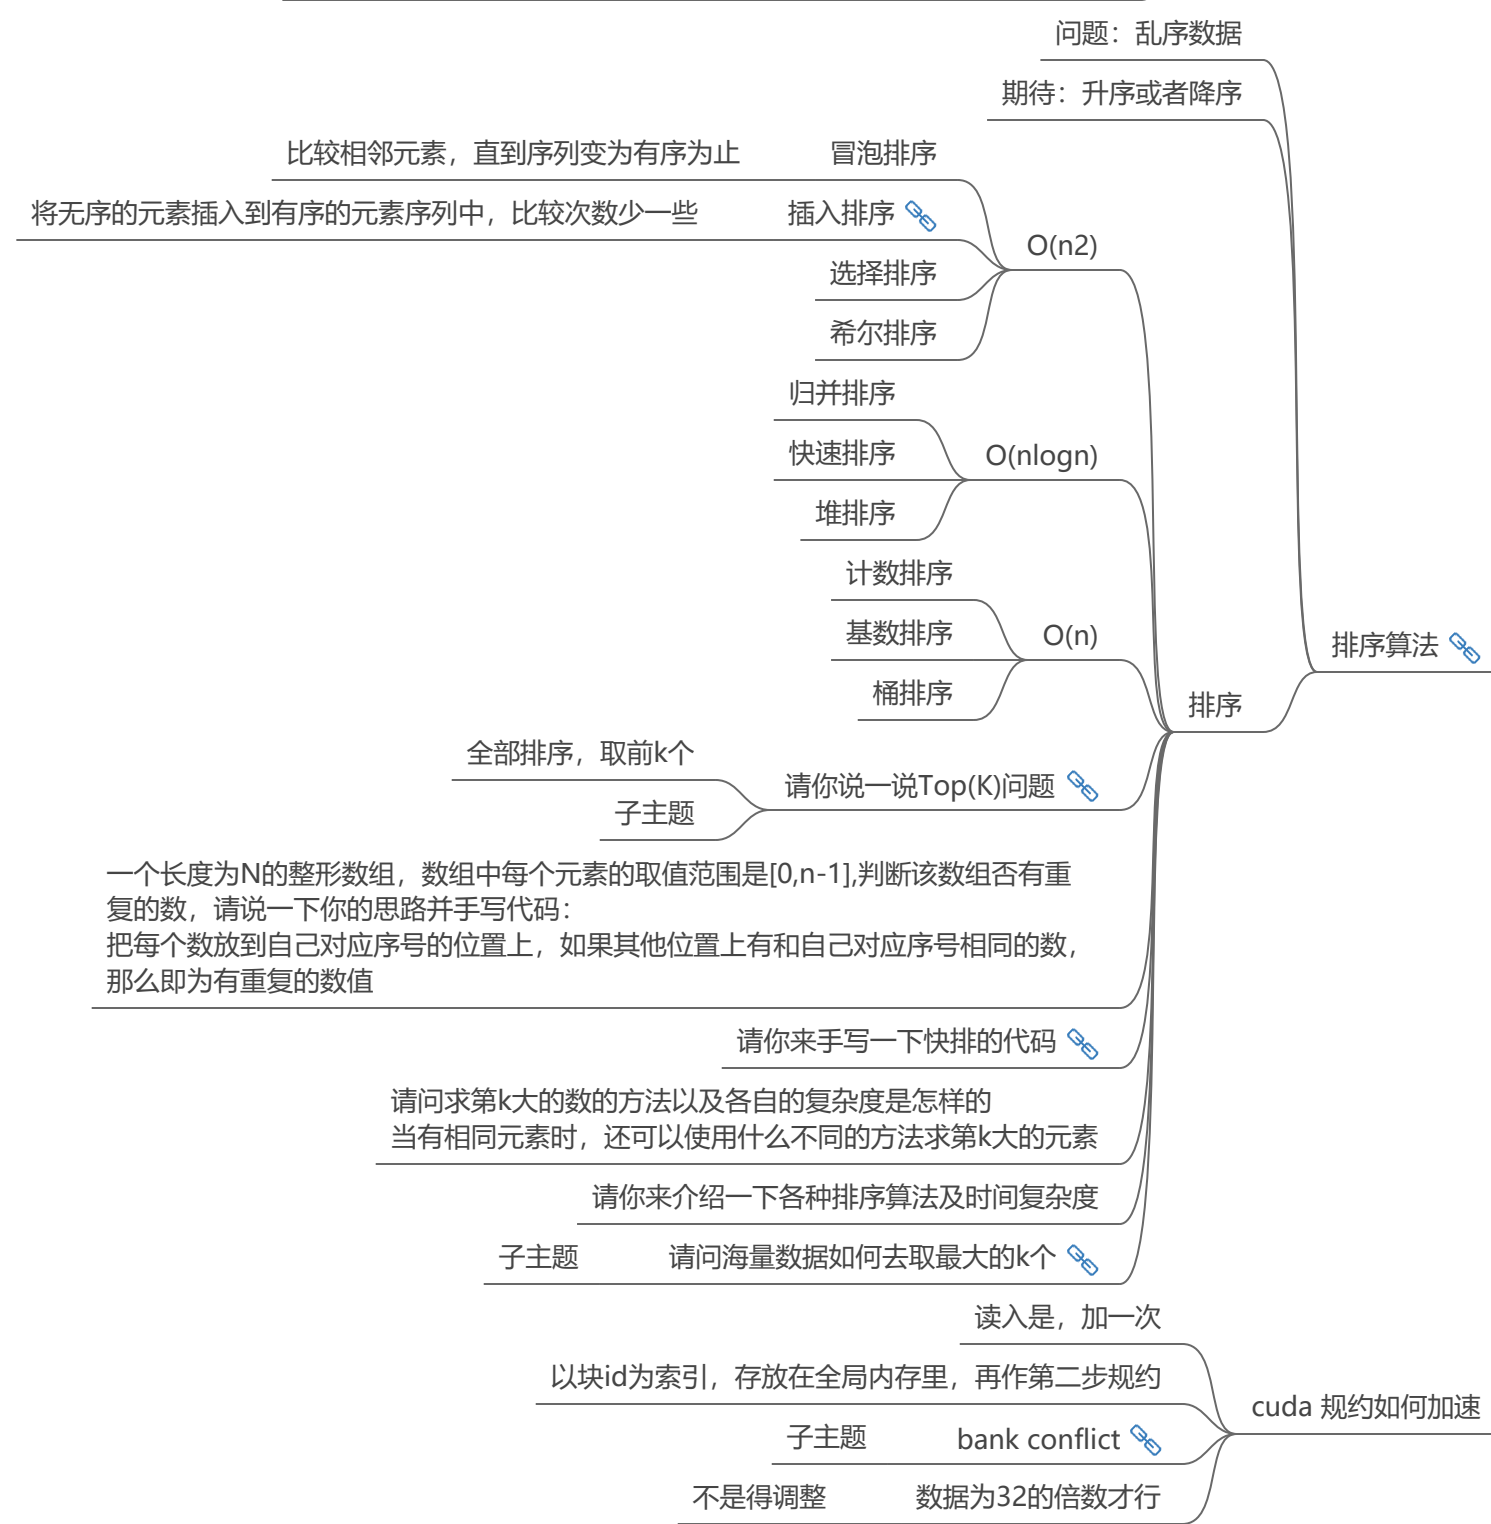 问题：乱序数据
期待：升序或者降序
比较相邻元素，直到序列变为有序为止
冒泡排序
将无序的元素插入到有序的元素序列中，比较次数少一些
插入排序
O(n2)
选择排序
希尔排序
归并排序
快速排序
O(nlogn)
堆排序
计数排序
基数排序
O(n)
桶排序
排序算法
排序
全部排序，取前k个
请你说一说Top(K)问题
子主题
一个长度为N的整形数组，数组中每个元素的取值范围是[0,n-1],判断该数组否有重
复的数，请说一下你的思路并手写代码：
把每个数放到自己对应序号的位置上，如果其他位置上有和自己对应序号相同的数，
那么即为有重复的数值
请你来手写一下快排的代码
请问求第k大的数的方法以及各自的复杂度是怎样的
当有相同元素时，还可以使用什么不同的方法求第k大的元素
请你来介绍一下各种排序算法及时间复杂度
子主题
请问海量数据如何去取最大的k个
读入是，加一次
以块id为索引，存放在全局内存里，再作第二步规约
cuda 规约如何加速
子主题
bank conflict
不是得调整
数据为32的倍数才行